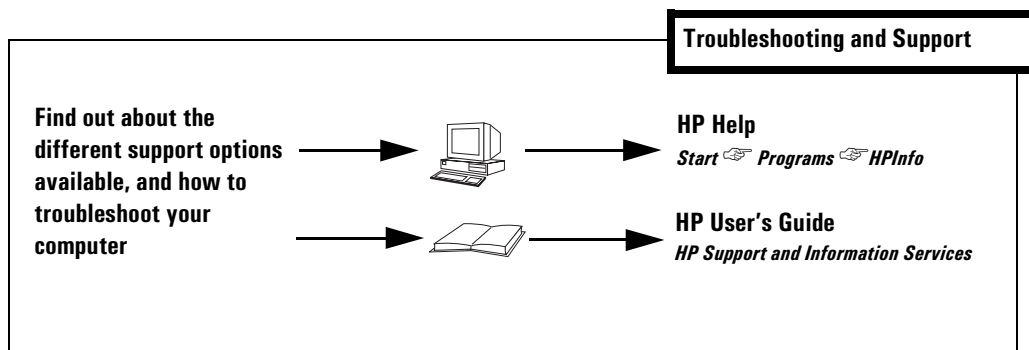 Troubleshooting and Support
Find out about the
different support options
available, and how to
troubleshoot your
computer
HP Help
Start ☞ Programs ☞ HPInfo
HP User's Guide
HP Support and Information Services